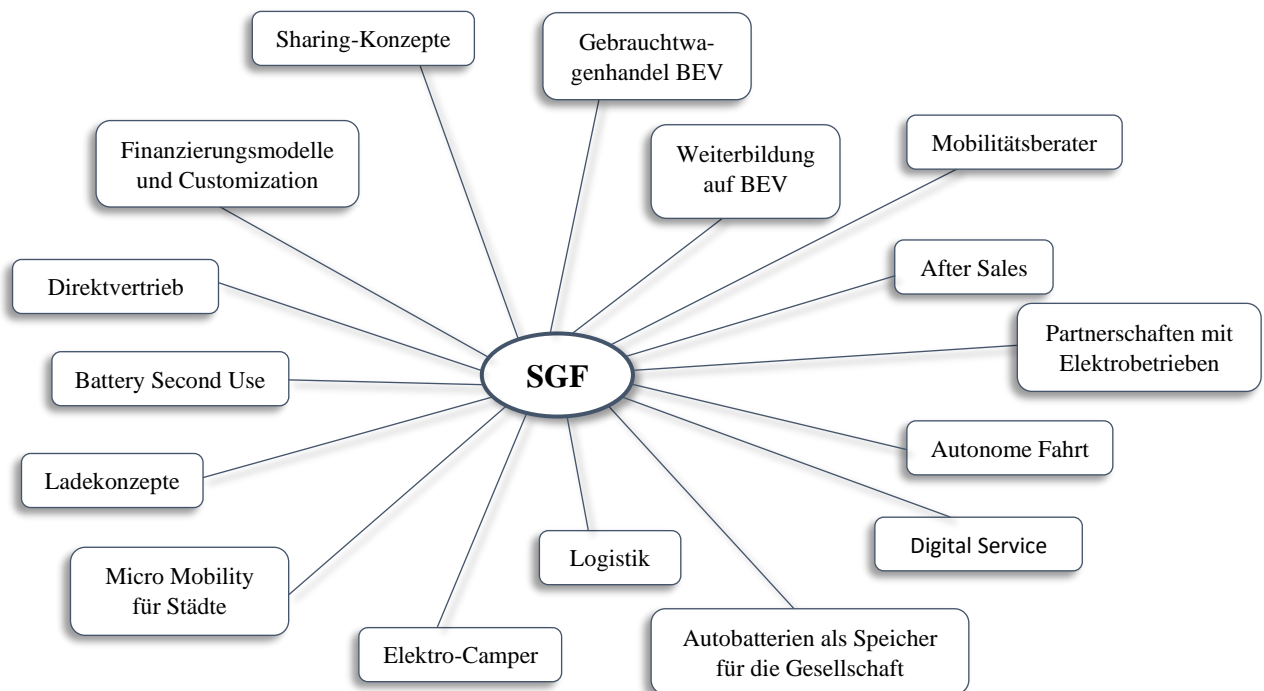 Sharing-Konzepte
Gebrauchtwa-
genhandel BEV
Finanzierungsmodelle
und Customization
Weiterbildung
auf BEV
Mobilitätsberater
Direktvertrieb
After Sales
Partnerschaften mit
Elektrobetrieben
Battery Second Use
SGF
Autonome Fahrt
Ladekonzepte
Digital Service
Logistik
Micro Mobility
für Städte
Elektro-Camper
Autobatterien als Speicher
für die Gesellschaft